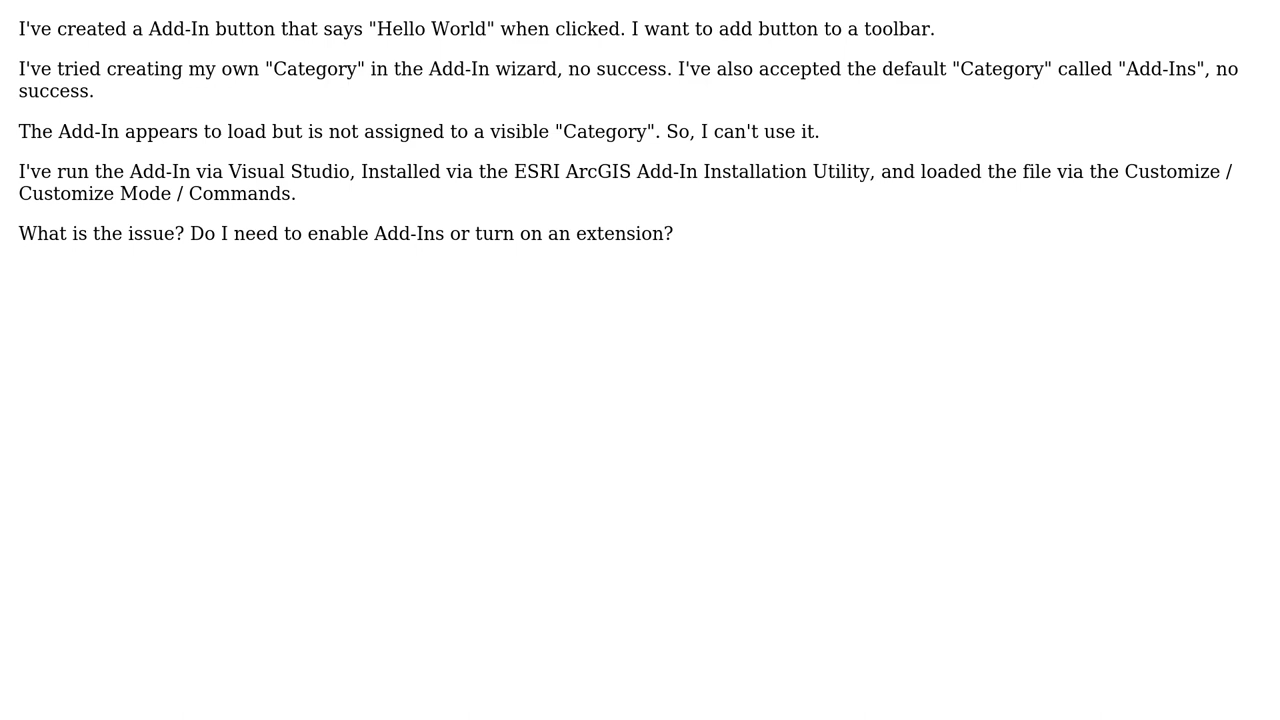 I've created a Add-In button that says "Hello World" when clicked. I want to add button to a toolbar.
I've tried creating my own "Category" in the Add-In wizard, no success. I've also accepted the default "Category" called "Add-Ins", no
success.
The Add-In appears to load but is not assigned to a visible "Category". So, I can't use it.
I've run the Add-In via Visual Studio, Installed via the ESRI ArcGIS Add-In Installation Utility, and loaded the file via the Customize /
Customize Mode / Commands.
What is the issue? Do I need to enable Add-Ins or turn on an extension?